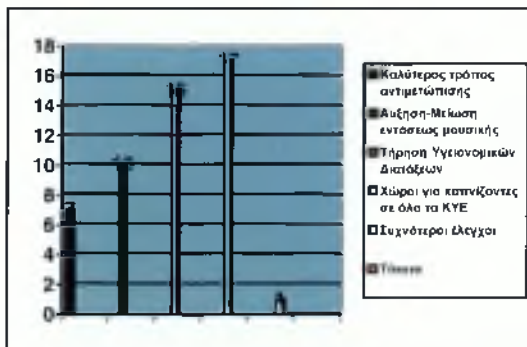 18
16
14
12
10
8
6
4
2
0
Καλύτερος τρόπος
αντιμετώπισης
Αυξηση-Μείωση
εντάσεως μουσικής
Τήρηση Υγειονομικών
Διατάξεων
Χώροι για καπνίζοντες
σε όλα τα ΚΥΕ
Συχνότεροι έλεγχοι